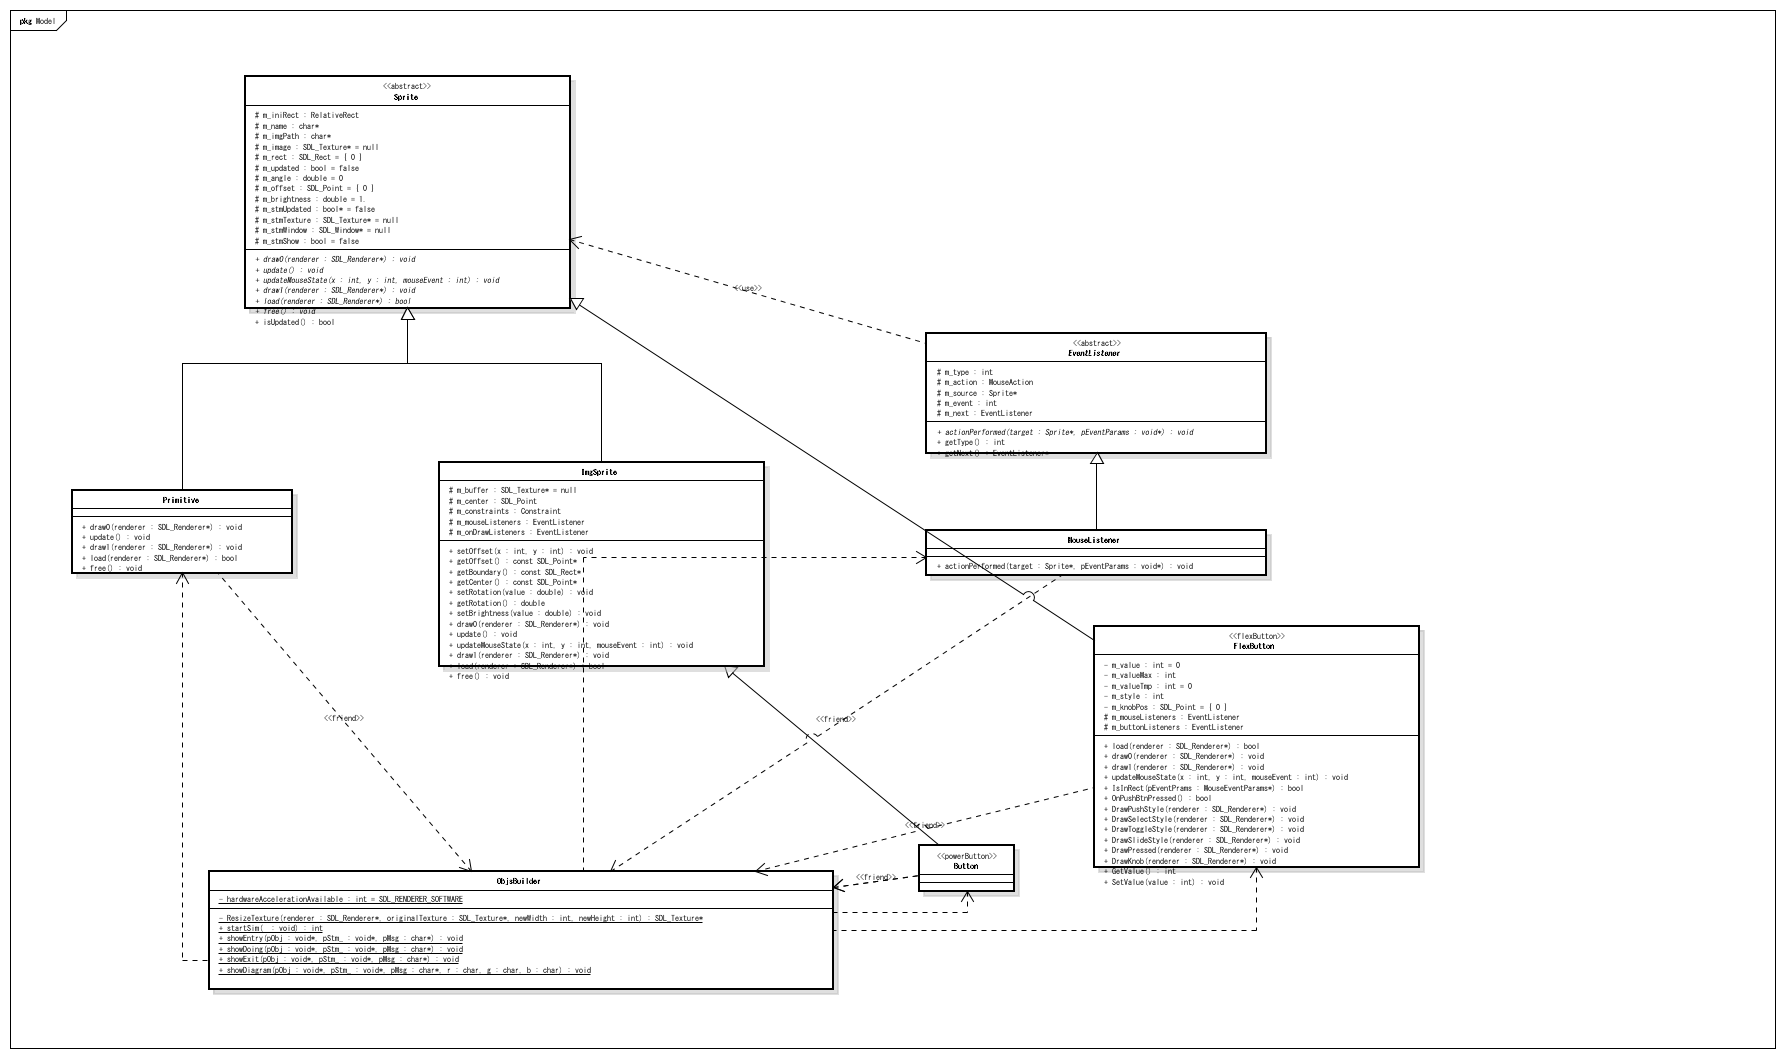 pkg Model
<<abstract>>
Sprite
# m_iniRect : RelativeRect
# m_name : char*
# m_imgPath : char*
# m_image : SDL_Texture* = null
# m_rect : SDL_Rect = { 0 }
# m_updated : bool = false
# m_angle : double = 0
# m_offset : SDL_Point = { 0 }
# m_brightness : double = 1.
# m_stmUpdated : bool* = false
# m_stmTexture : SDL_Texture* = null
# m_stmWindow : SDL_Window* = null
# m_stmShow : bool = false
+ draw0(renderer : SDL_Renderer*) : void
+ update() : void
+ updateMouseState(x : int, y : int, mouseEvent : int) : void
+ draw1(renderer : SDL_Renderer*) : void
+ load(renderer : SDL_Renderer*) : bool
+ free() : void
+ isUpdated() : bool
<<use>>
<<abstract>>
EventListener
# m_type : int
# m_action : MouseAction
# m_source : Sprite*
# m_event : int
# m_next : EventListener
+ actionPerformed(target : Sprite*, pEventParams : void*) : void
+ getType() : int
+ getNext() : EventListener*
Primitive
+ draw0(renderer : SDL_Renderer*) : void
+ update() : void
+ draw1(renderer : SDL_Renderer*) : void
+ load(renderer : SDL_Renderer*) : bool
+ free() : void
ImgSprite
# m_buffer : SDL_Texture* = null
# m_center : SDL_Point
# m_constraints : Constraint
# m_mouseListeners : EventListener
# m_onDrawListeners : EventListener
+ setOffset(x : int, y : int) : void
+ getOffset() : const SDL_Point*
+ getBoundary() : const SDL_Rect*
+ getCenter() : const SDL_Point*
+ setRotation(value : double) : void
+ getRotation() : double
+ setBrightness(value : double) : void
+ draw0(renderer : SDL_Renderer*) : void
+ update() : void
+ updateMouseState(x : int, y : int, mouseEvent : int) : void
+ draw1(renderer : SDL_Renderer*) : void
+ load(renderer : SDL_Renderer*) : bool
+ free() : void
MouseListener
+ actionPerformed(target : Sprite*, pEventParams : void*) : void
<<flexButton>>
FlexButton
- m_value : int = 0
- m_valueMax : int
- m_valueTmp : int = 0
- m_style : int
- m_knobPos : SDL_Point = { 0 }
# m_mouseListeners : EventListener
# m_buttonListeners : EventListener
+ load(renderer : SDL_Renderer*) : bool
+ draw0(renderer : SDL_Renderer*) : void
+ draw1(renderer : SDL_Renderer*) : void
+ updateMouseState(x : int, y : int, mouseEvent : int) : void
+ IsInRect(pEventPrams : MouseEventParams*) : bool
+ OnPushBtnPressed() : bool
+ DrawPushStyle(renderer : SDL_Renderer*) : void
+ DrawSelectStyle(renderer : SDL_Renderer*) : void
+ DrawToggleStyle(renderer : SDL_Renderer*) : void
+ DrawSlideStyle(renderer : SDL_Renderer*) : void
+ DrawPressed(renderer : SDL_Renderer*) : void
+ DrawKnob(renderer : SDL_Renderer*) : void
+ GetValue() : int
+ SetValue(value : int) : void
<<friend>>
<<friend>>
<<friend>>
<<friend>>
<<powerButton>>
Button
ObjsBuilder
- hardwareAccelerationAvailable : int = SDL_RENDERER_SOFTWARE
- ResizeTexture(renderer : SDL_Renderer*, originalTexture : SDL_Texture*, newWidth : int, newHeight : int) : SDL_Texture*
+ startSim(_ : void) : int
+ showEntry(pObj : void*, pStm_ : void*, pMsg : char*) : void
+ showDoing(pObj : void*, pStm_ : void*, pMsg : char*) : void
+ showExit(pObj : void*, pStm_ : void*, pMsg : char*) : void
+ showDiagram(pObj : void*, pStm_ : void*, pMsg : char*, r : char, g : char, b : char) : void